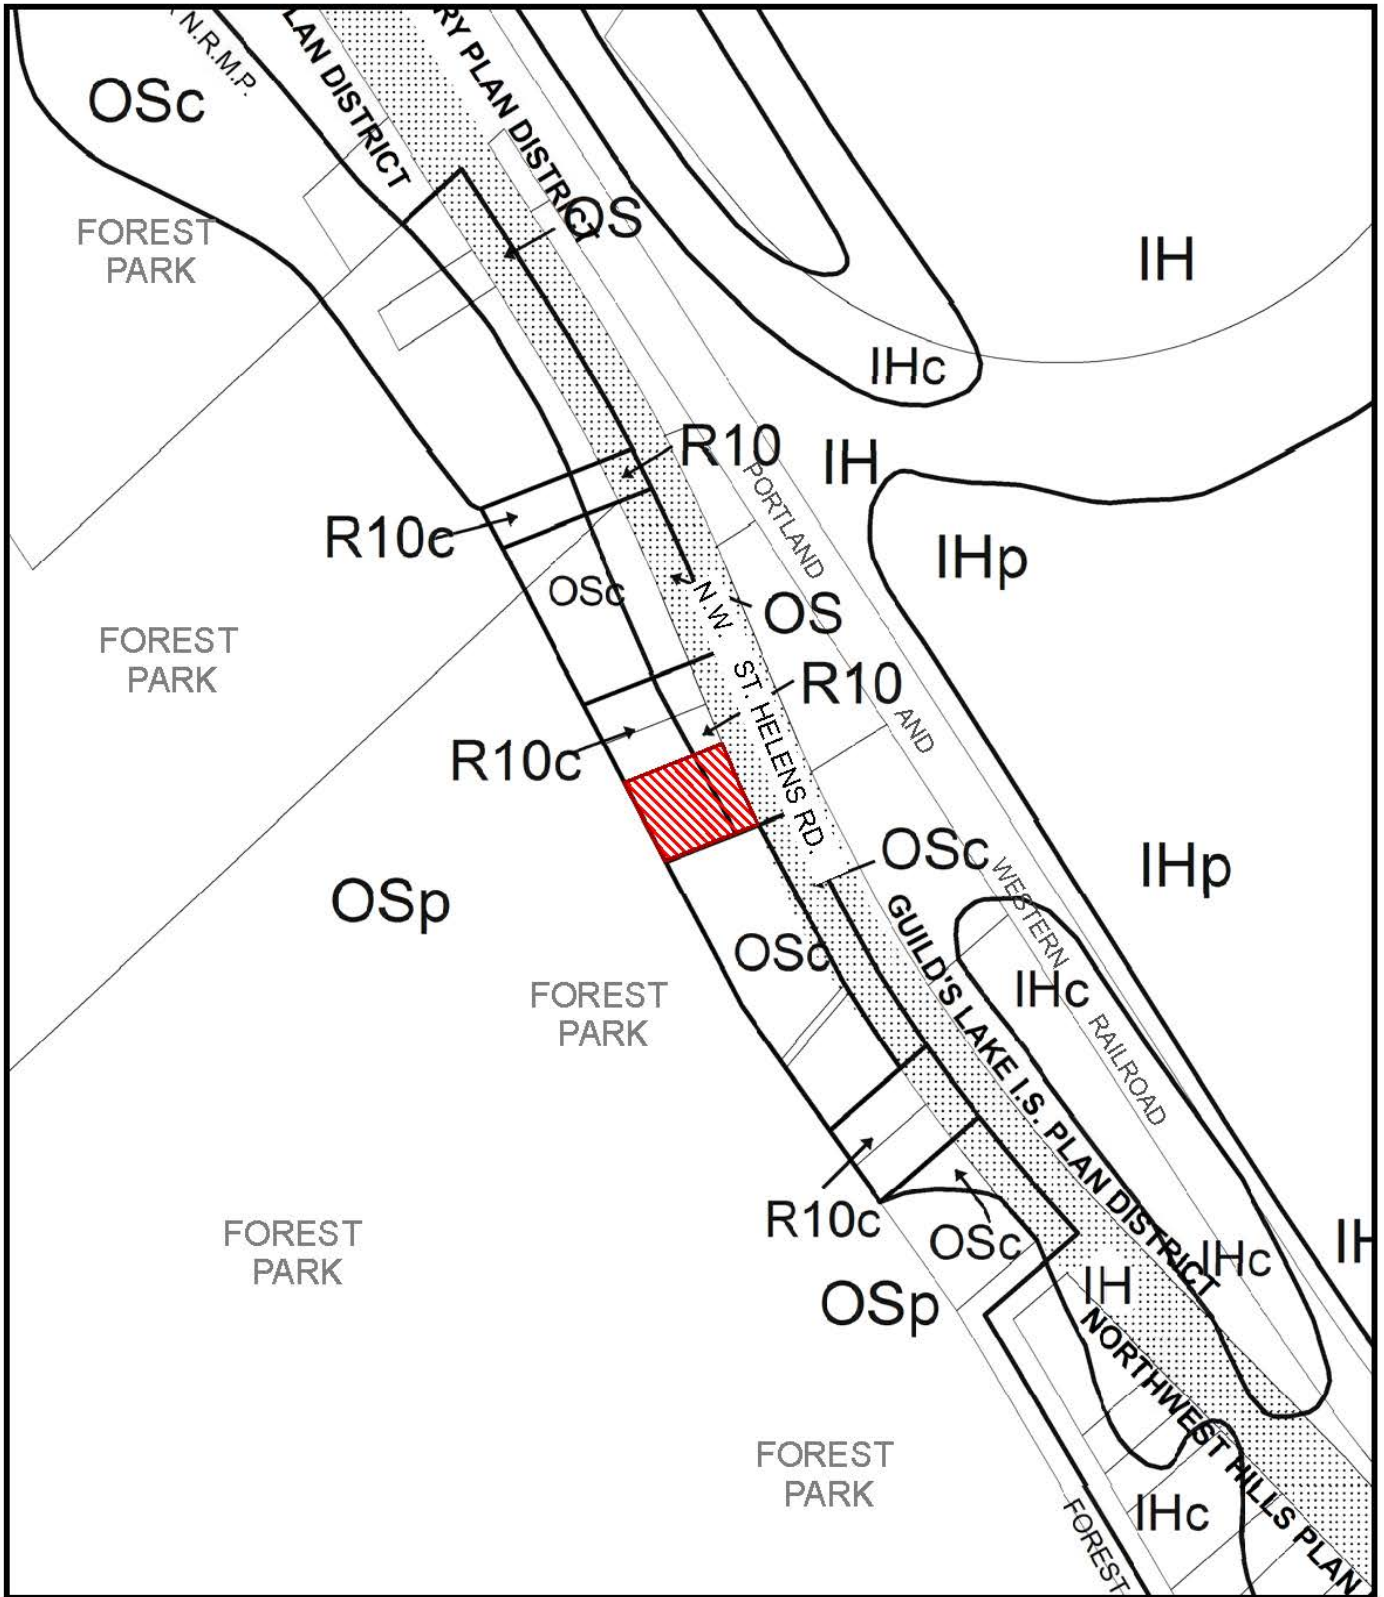 N.R.M.P.
LAN DISTRICT
RY PLAN DISTRICT
OSc
FOREST
PARK
OS
IH
IHc
R10
IH
PORTLAND
R10c
IHp
OSc
N.W.
OS
FOREST
PARK
ST. HELENS RD.
R10
AND
R10c
OSc
WESTERN
IHp
OSp
GUILD'S LAKE I.S. PLAN DISTRICT
OSc
IHc
FOREST
PARK
RAILROAD
R10c
OSc
FOREST
PARK
IHc
IH
IH
OSp
NORTHWEST HILLS PLAN
FOREST
PARK
IHc
FOREST